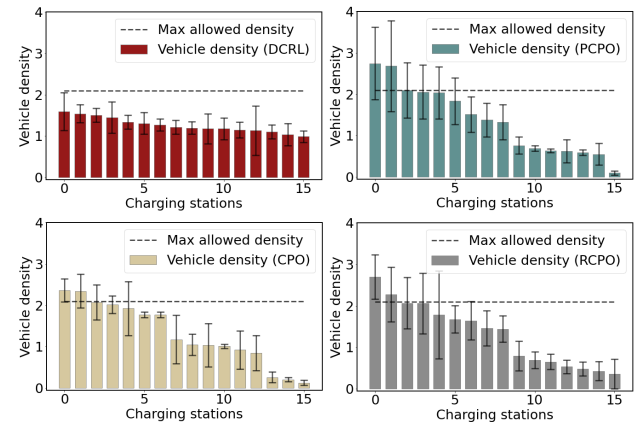 4
3
2
1
0
Vehicle density
Max allowed density
Vehicle density (DCRL)
0 5 10 15
Charging stations
4
3
2
1
0
Vehicle density
Max allowed density
Vehicle density (PCPO)
0 5 10 15
Charging stations
4
3
2
1
0
Vehicle density
Max allowed density
Vehicle density (CPO)
0 5 10 15
Charging stations
4
3
2
1
0
Vehicle density
Max allowed density
Vehicle density (RCPO)
0 5 10 15
Charging stations